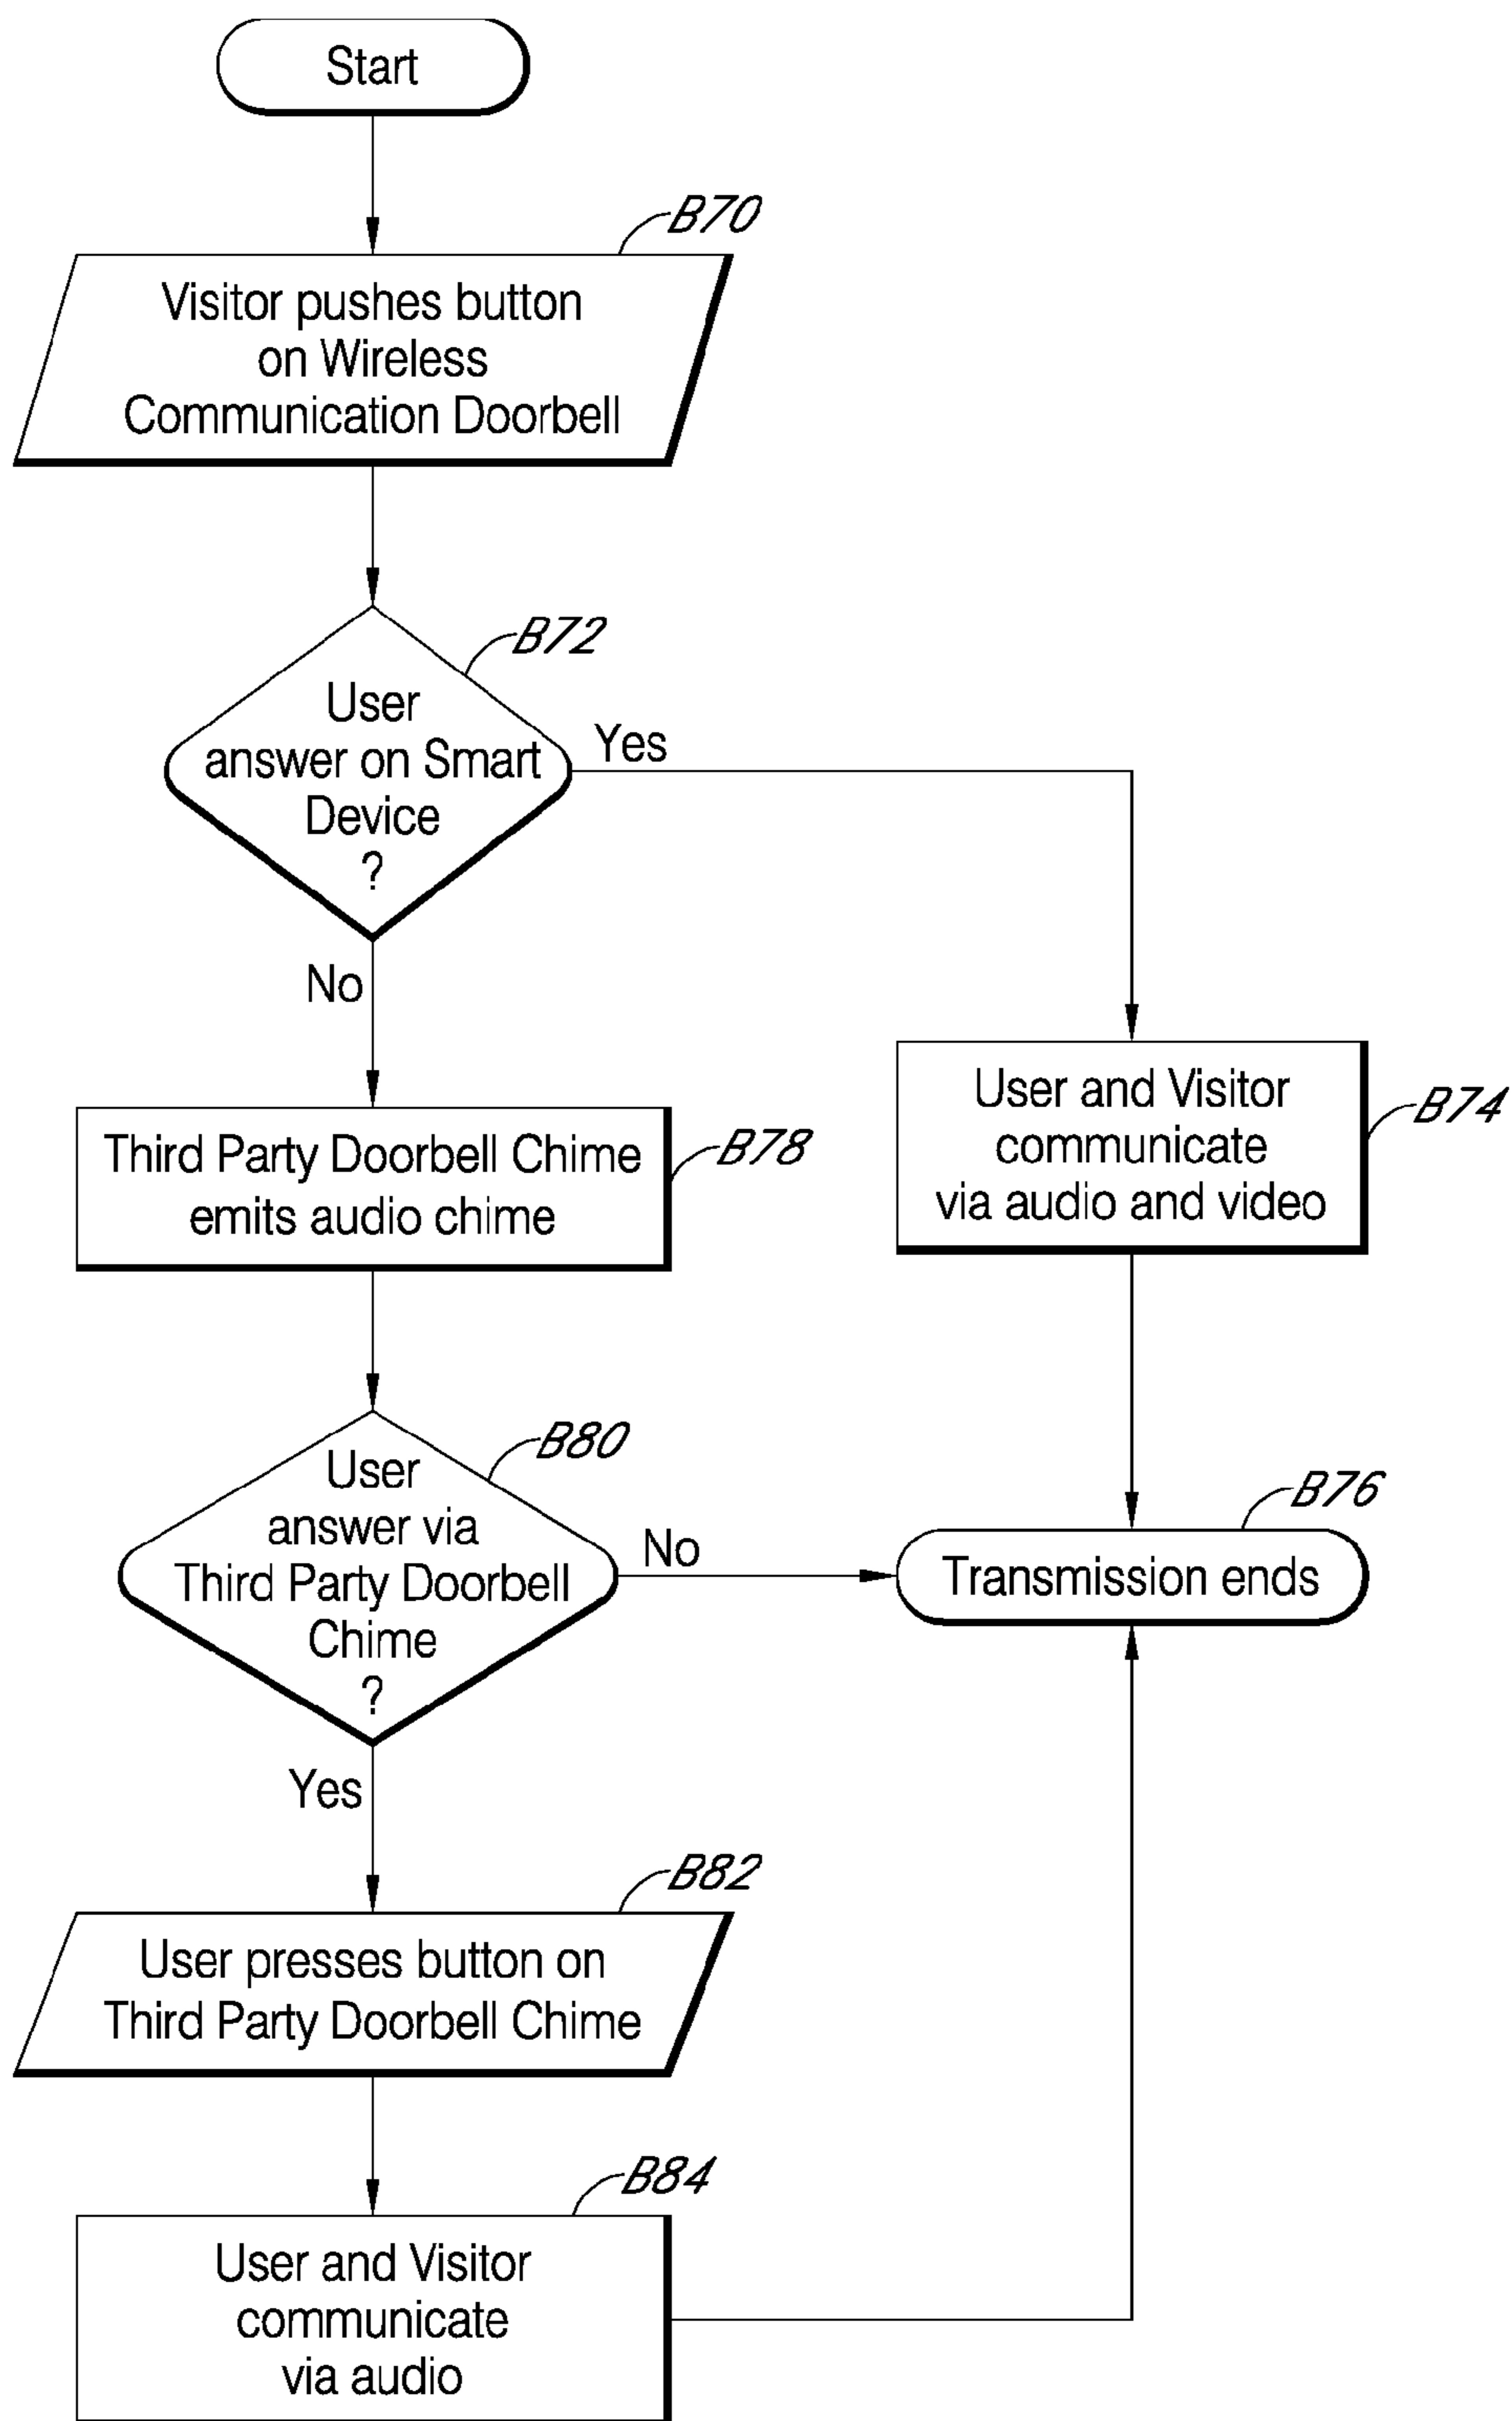 Start
B70
Visitor pushes button
on Wireless
Communication Doorbell
B72
User
answer on Smart
Device
?
Yes
No
User and Visitor
communicate
via audio and video
B74
Third Party Doorbell Chime
emits audio chime
B78
B80
User
answer via
Third Party Doorbell
Chime
?
No
B76
Transmission ends
Yes
B82
User presses button on
Third Party Doorbell Chime
B84
User and Visitor
communicate
via audio